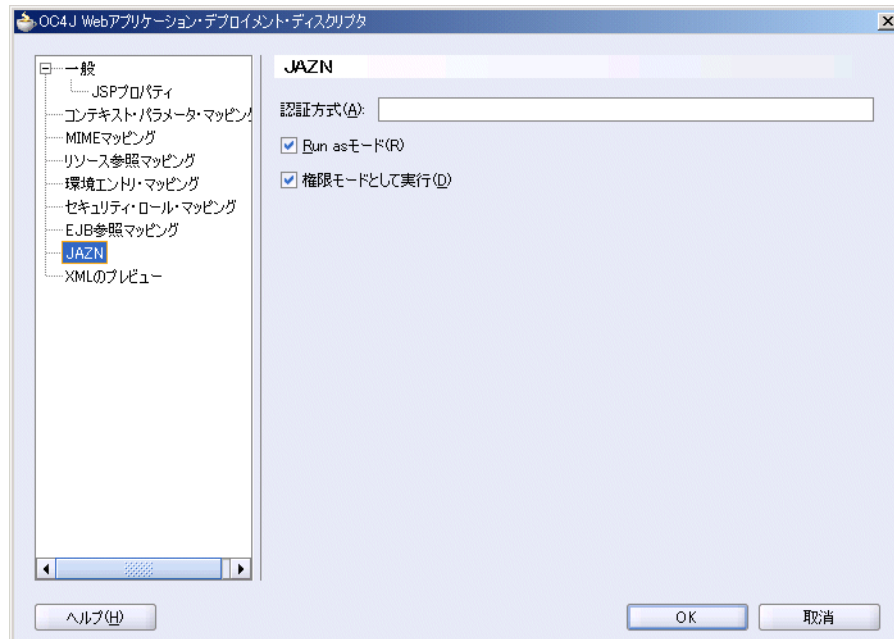 OC4J Webアプリケーション・デプロイメント・ディスクリプタ
一般
JSPプロパティ
コンテキスト・パラメータ・マッピング
MIMEマッピング
リソース参照マッピング
環境エントリ・マッピング
セキュリティ・ロール・マッピング
EJB参照マッピング
JAZN
XMLのプレビュー
JAZN
認証方式(A):
Run asモード(R)
権限モードとして実行(D)
ヘルプ(H)
OK
取消